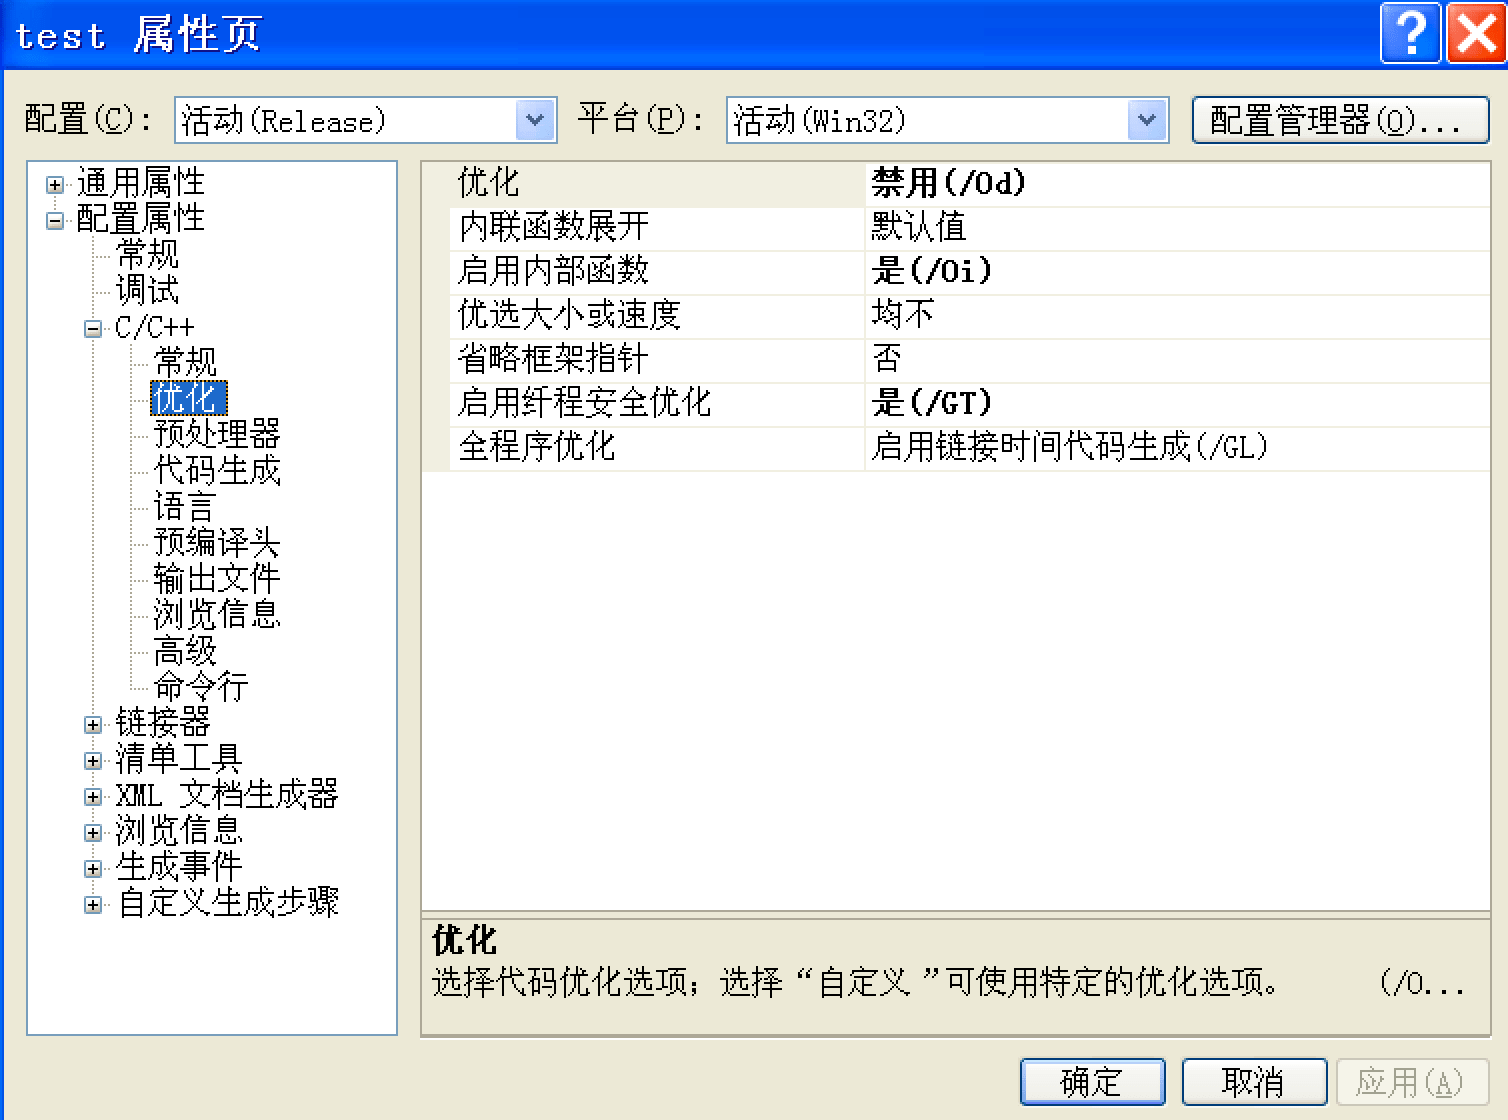 test 属性页
配置(C): 活动(Release) 平台(P): 活动(Win32) 配置管理器(O)...
通用属性
配置属性
常规
调试
C/C++
常规
优化
预处理器
代码生成
语言
预编译头
输出文件
浏览信息
高级
命令行
链接器
清单工具
XML 文档生成器
浏览信息
生成事件
自定义生成步骤
优化 禁用(/Od)
内联函数展开 默认值
启用内部函数 是(/Oi)
优选大小或速度 均不
省略框架指针 否
启用纤程安全优化 是(/GT)
全程序优化 启用链接时间代码生成(/GL)
优化
选择代码优化选项；选择“自定义 ”可使用特定的优化选项。 (/O...
确定 取消 应用(A)